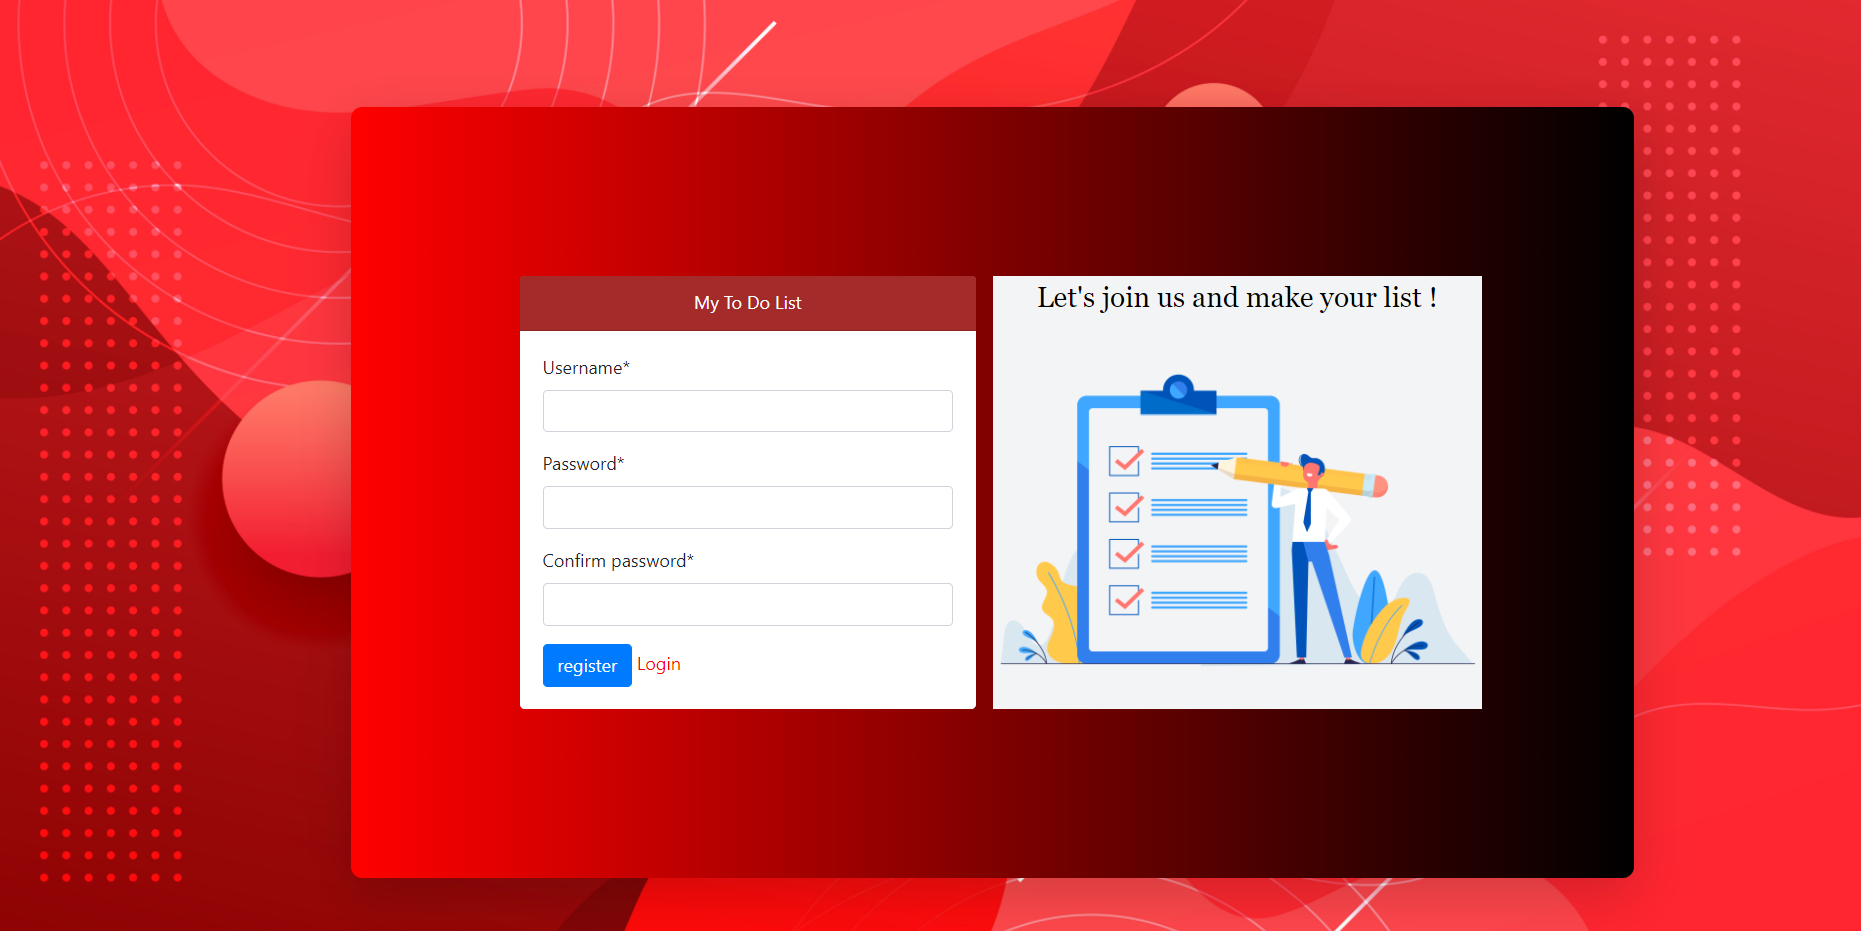 My To Do List
Username*
Password*
Confirm password*
register Login
Let's join us and make your list !